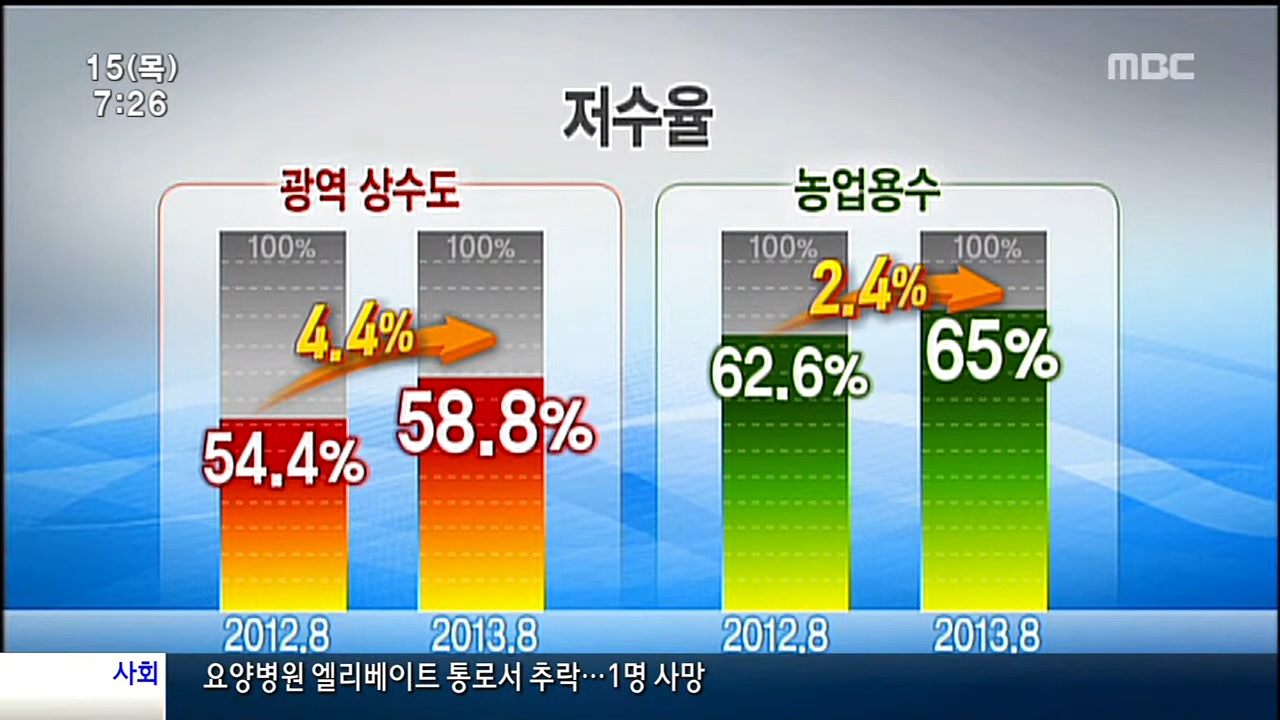 15(목)
7:26
MBC
저수율
광역 상수도
100%
100%
4.4%
54.4%
58.8%
2012.8
2013.8
농업용수
100%
100%
2.4%
62.6%
65%
2012.8
2013.8
사회
요양병원 엘리베이트 통로서 추락…1명 사망